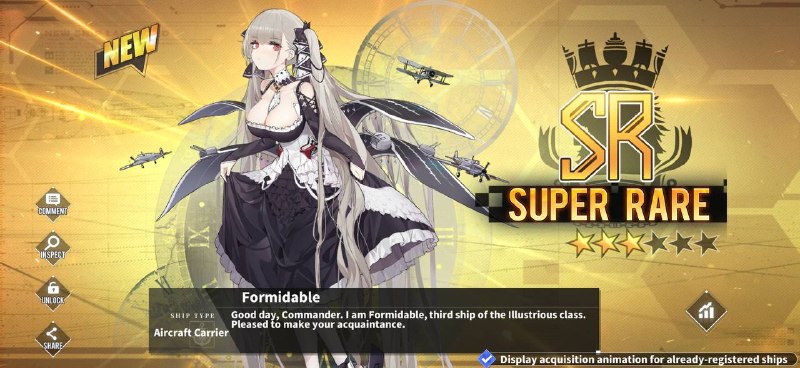 NEW
SR
SUPER RARE
COMMENT
INSPECT
UNLOCK
SHARE
Formidable
SHIP TYPE
Aircraft Carrier
Good day, Commander. I am Formidable, third ship of the Illustrious class.
Pleased to make your acquaintance.
Display acquisition animation for already-registered ships